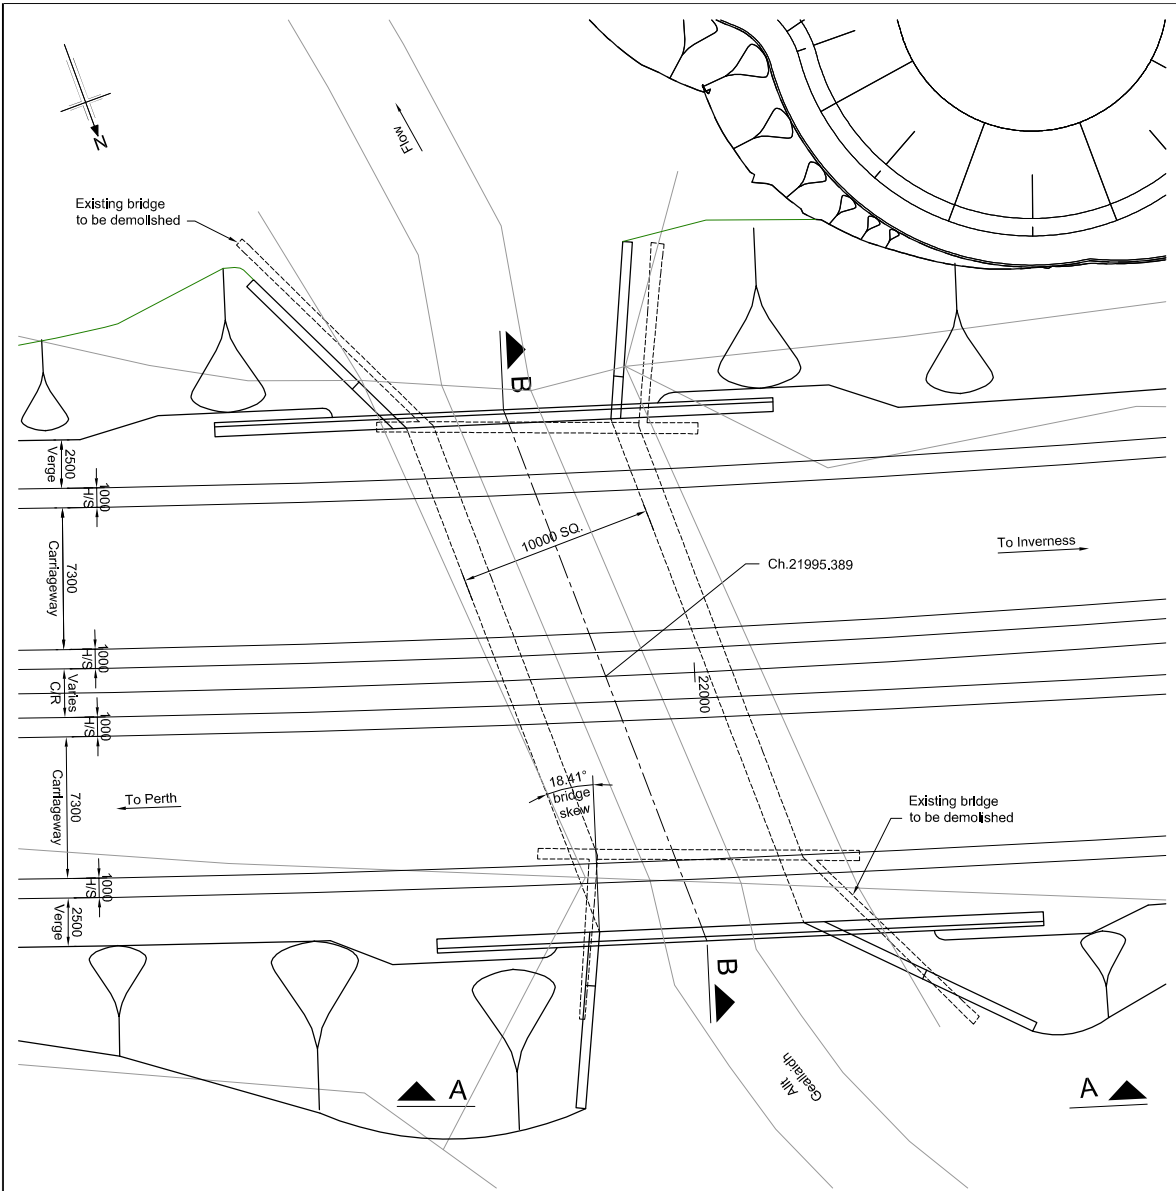 N
Flow
Existing bridge
to be demolished
B
2500
Verge
1000
H/S
10000 SQ.
To Inverness
Ch.21995.389
7300
Carriageway
1000
H/S
Varies
C/R
22000
1000
H/S
18.41°
bridge
skew
7300
Carriageway
To Perth
Existing bridge
to be demolished
1000
H/S
2500
Verge
B
Allt
Geallaidh
A
A